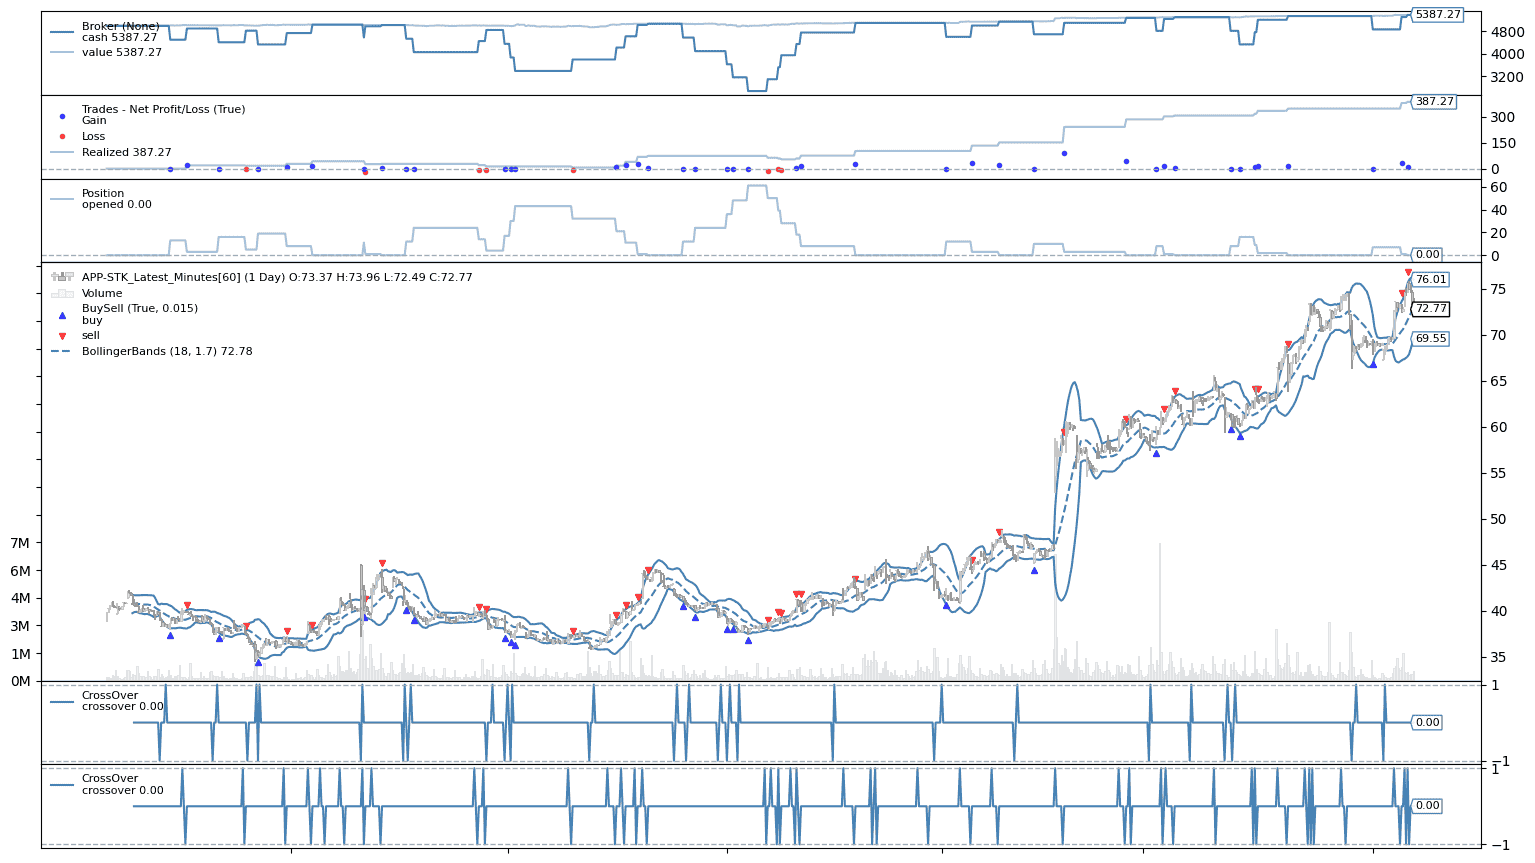 Broker (None)
cash 5387.27
value 5387.27
5387.27
4800
4000
3200
Trades - Net Profit/Loss (True)
Gain
Loss
Realized 387.27
387.27
300
150
0
Position
opened 0.00
60
40
20
0
0.00
APP-STK_Latest_Minutes[60] (1 Day) O:73.37 H:73.96 L:72.49 C:72.77
Volume
BuySell (True, 0.015)
buy
sell
BollingerBands (18, 1.7) 72.78
76.01
72.77
69.55
75
70
65
60
55
50
45
40
35
7M
6M
4M
3M
1M
0M
CrossOver
crossover 0.00
1
0.00
−1
CrossOver
crossover 0.00
1
0.00
−1